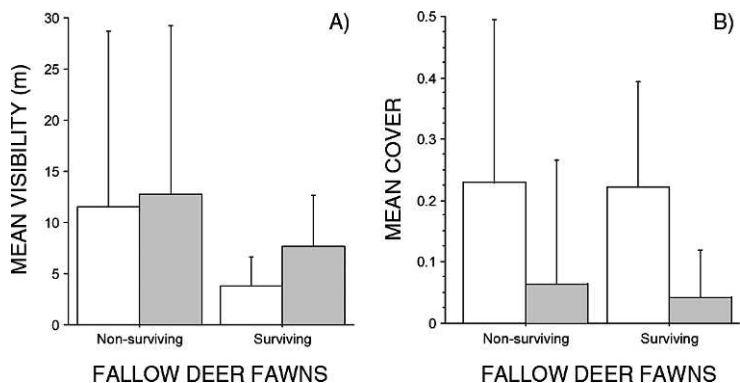 A)
MEAN VISIBILITY (m)
30
25
20
15
10
5
0
Non-surviving Surviving
FALLOW DEER FAWNS
B)
MEAN COVER
0.5
0.4
0.3
0.2
0.1
0
Non-surviving Surviving
FALLOW DEER FAWNS